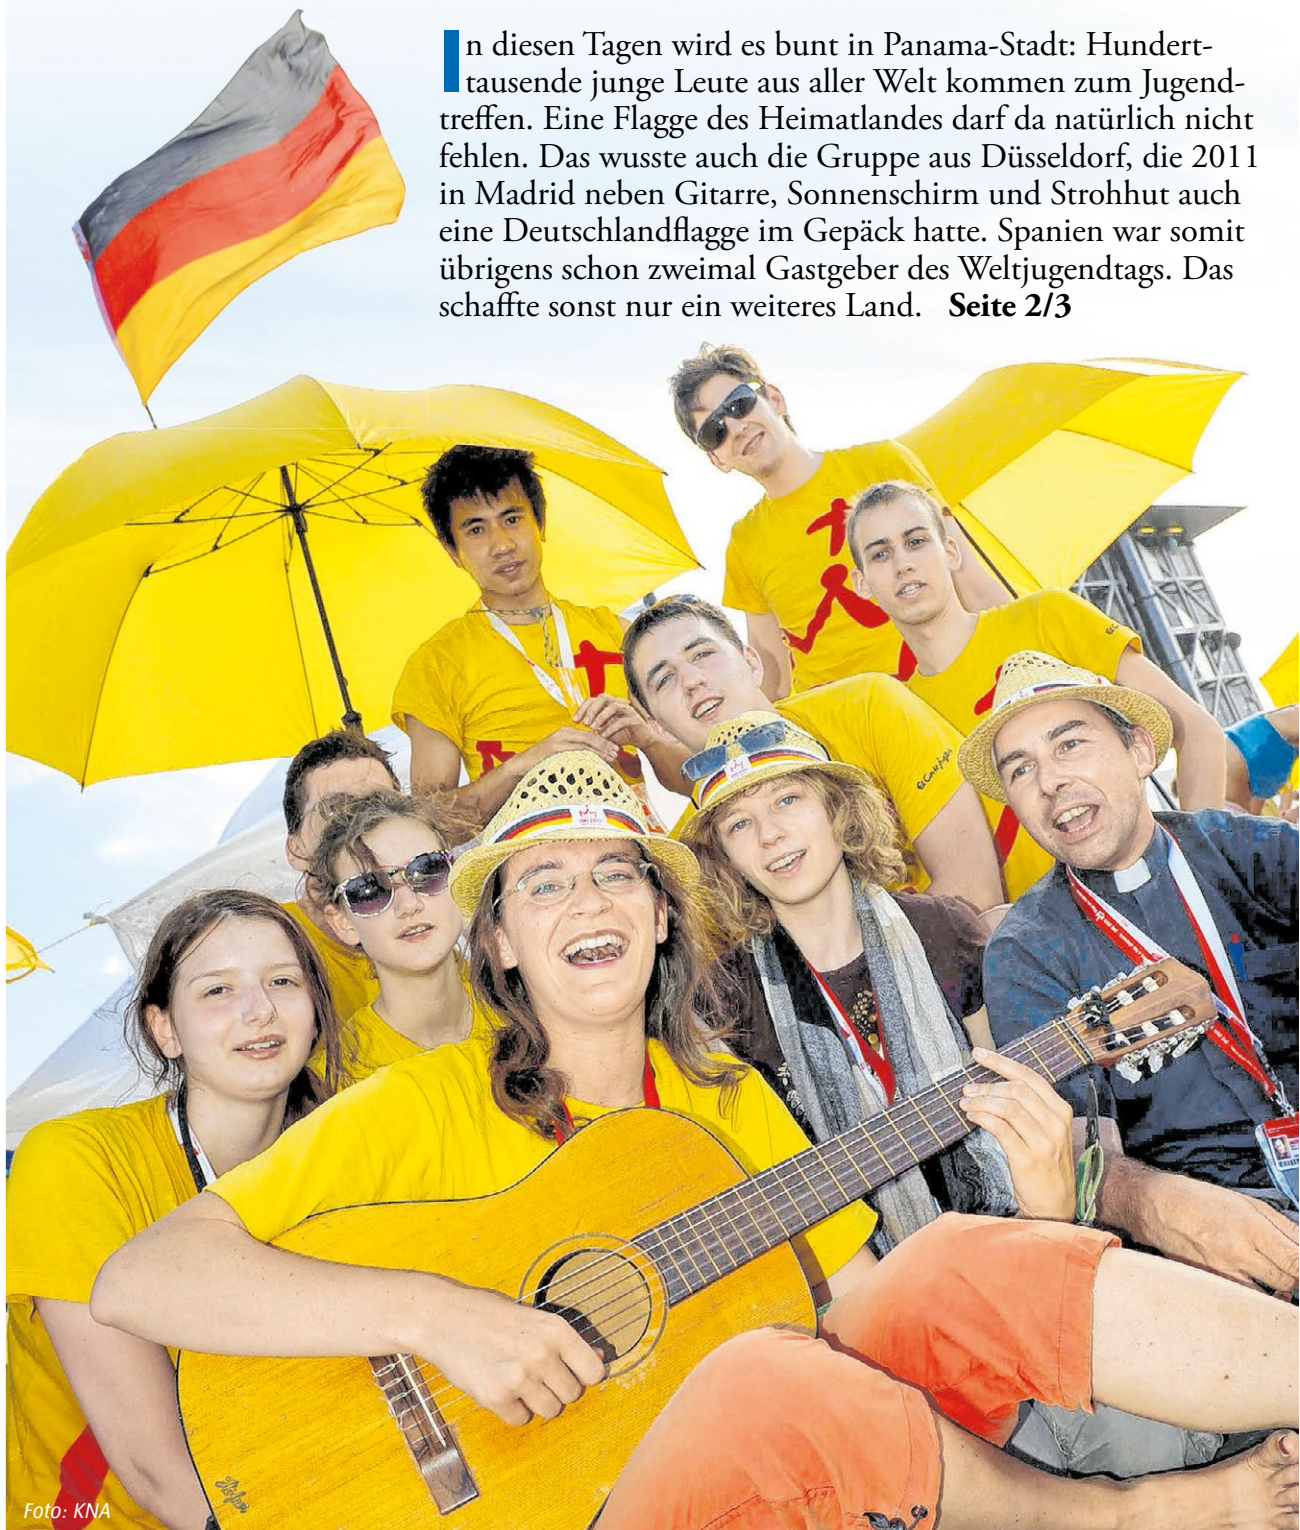 In diesen Tagen wird es bunt in Panama-Stadt: Hundert-
tausende junge Leute aus aller Welt kommen zum Jugend-
treffen. Eine Flagge des Heimatlandes darf da natürlich nicht
fehlen. Das wusste auch die Gruppe aus Düsseldorf, die 2011
in Madrid neben Gitarre, Sonnenschirm und Strohhut auch
eine Deutschlandflagge im Gepäck hatte. Spanien war somit
übrigens schon zweimal Gastgeber des Weltjugendtags. Das
schaffte sonst nur ein weiteres Land. Seite 2/3
Foto: KNA